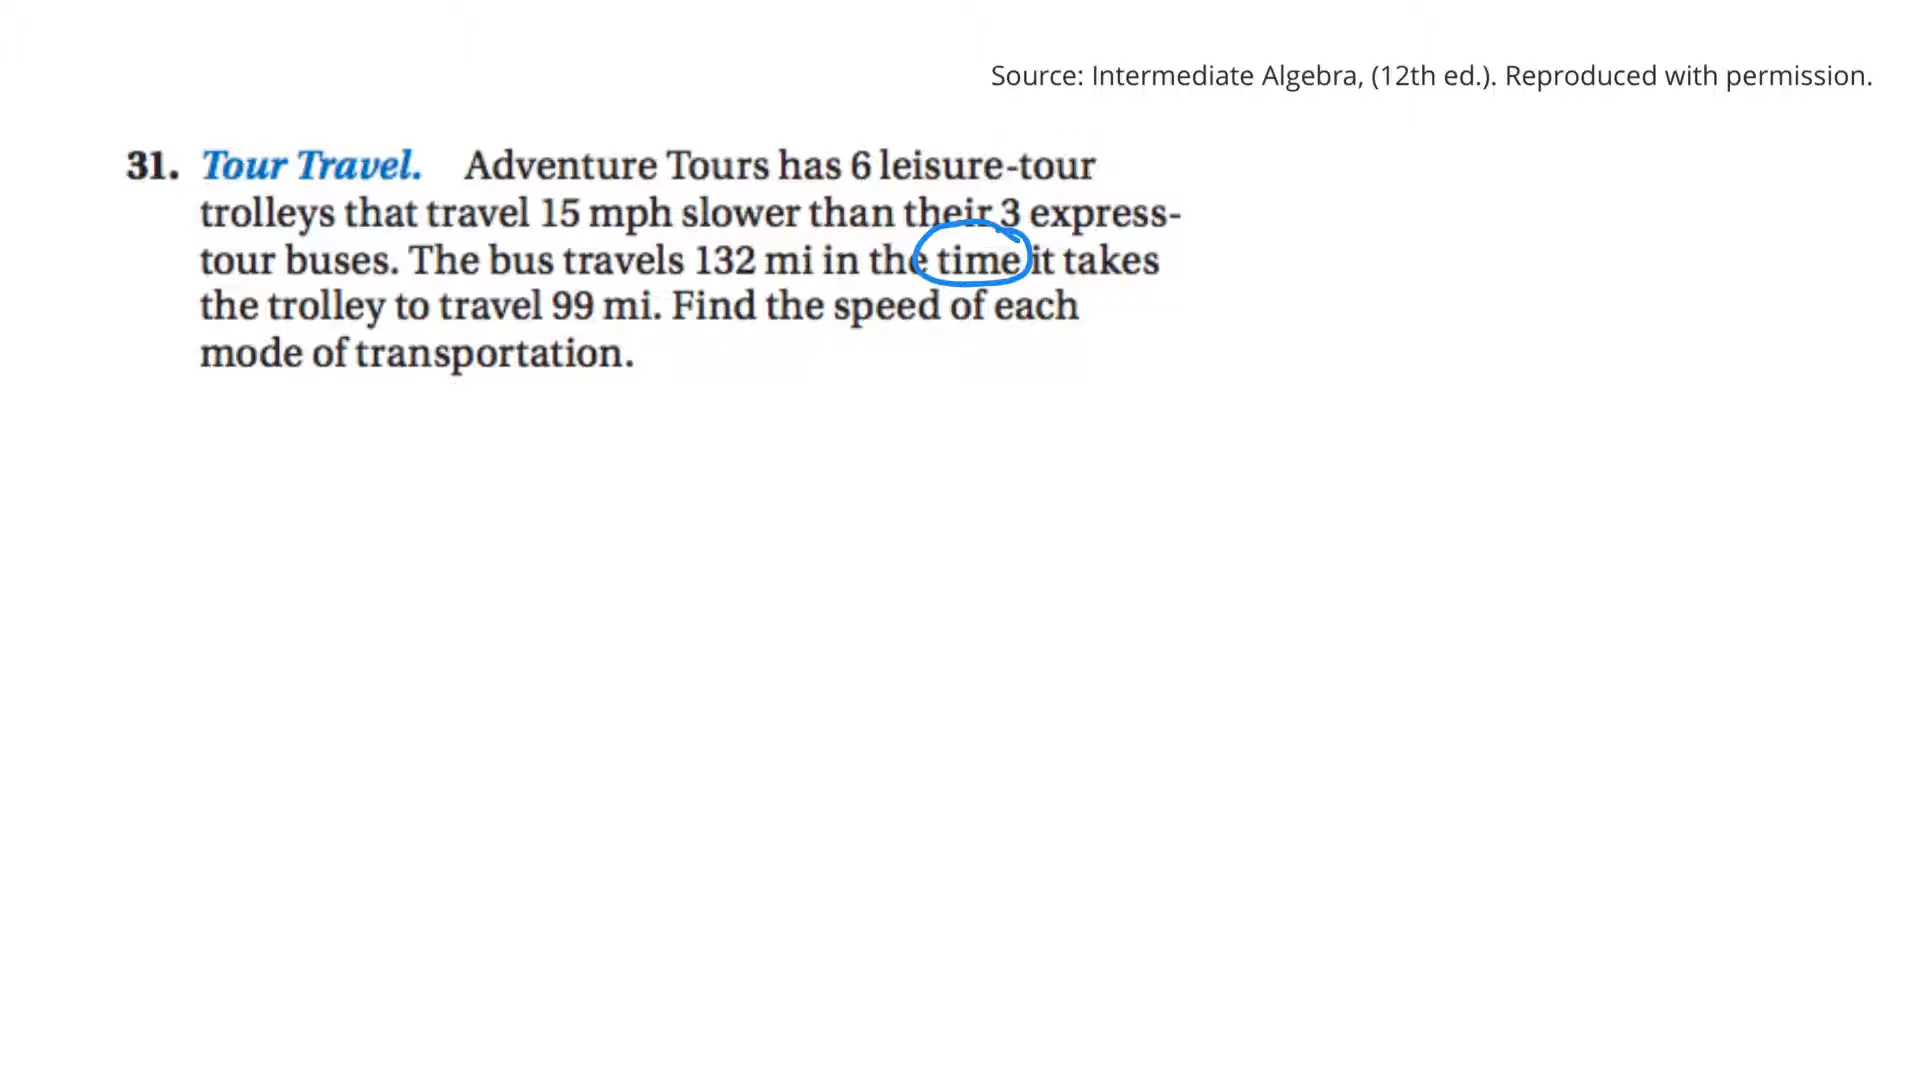 Source: Intermediate Algebra, (12th ed.). Reproduced with permission.
31. Tour Travel. Adventure Tours has 6 leisure-tour
trolleys that travel 15 mph slower than their 3 express-
tour buses. The bus travels 132 mi in the time it takes
the trolley to travel 99 mi. Find the speed of each
mode of transportation.